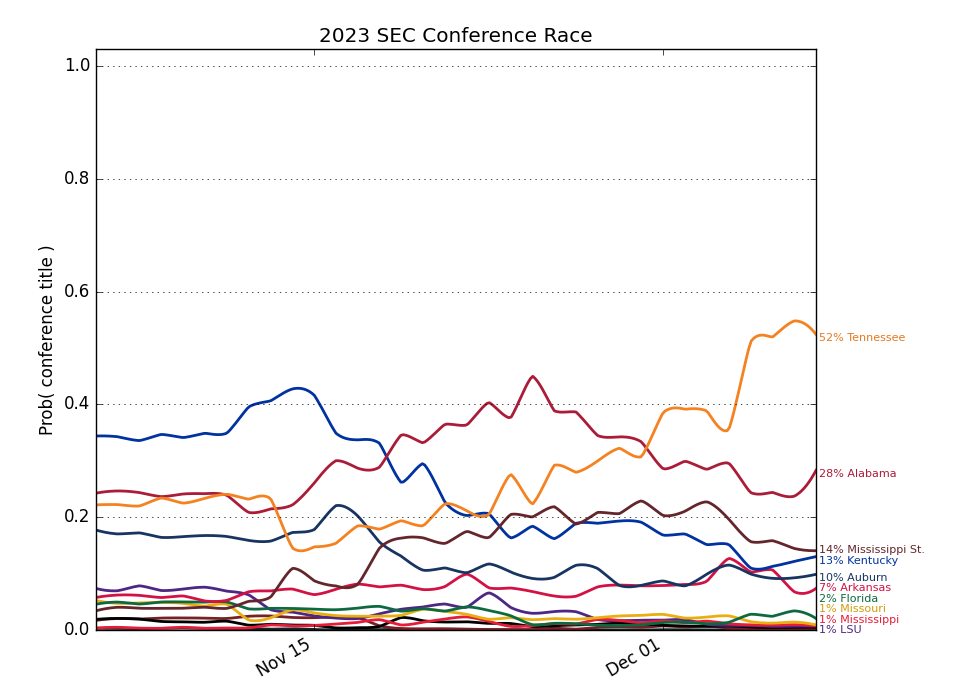 2023 SEC Conference Race
Prob( conference title )
1.0
0.8
0.6
0.4
0.2
0.0
Nov 15
Dec 01
52% Tennessee
28% Alabama
14% Mississippi St.
13% Kentucky
10% Auburn
7% Arkansas
2% Florida
1% Missouri
1% Mississippi
1% LSU